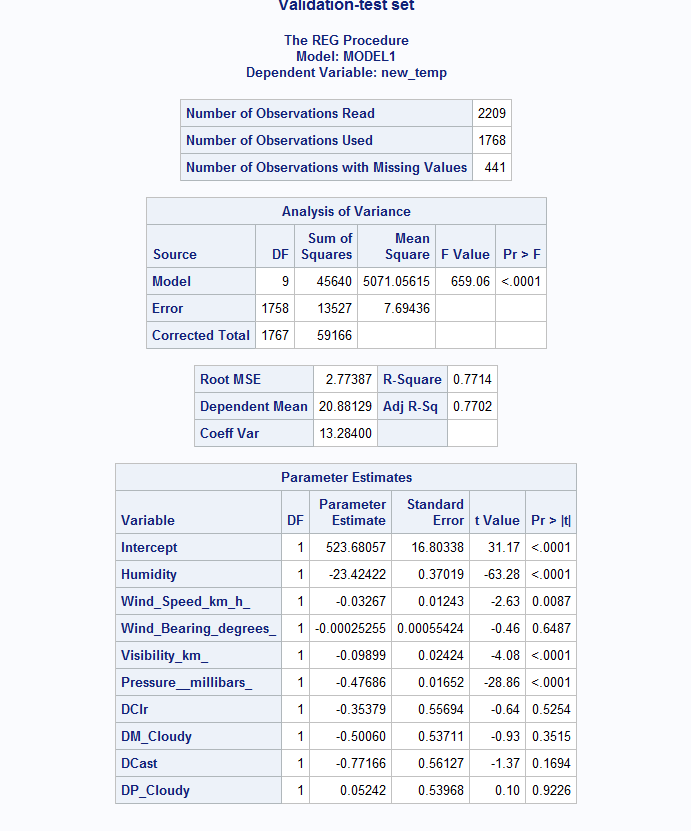 Validation-test set
The REG Procedure
Model: MODEL1
Dependent Variable: new_temp
Number of Observations Read 2209
Number of Observations Used 1768
Number of Observations with Missing Values 441
Analysis of Variance
Source DF Sum of Squares Mean Square F Value Pr > F
Model 9 45640 5071.05615 659.06 <.0001
Error 1758 13527 7.69436
Corrected Total 1767 59166
Root MSE 2.77387 R-Square 0.7714
Dependent Mean 20.88129 Adj R-Sq 0.7702
Coeff Var 13.28400
Parameter Estimates
Variable DF Parameter Estimate Standard Error t Value Pr > |t|
Intercept 1 523.68057 16.80338 31.17 <.0001
Humidity 1 -23.42422 0.37019 -63.28 <.0001
Wind_Speed_km_h_ 1 -0.03267 0.01243 -2.63 0.0087
Wind_Bearing_degrees_ 1 -0.00025255 0.00055424 -0.46 0.6487
Visibility_km_ 1 -0.09899 0.02424 -4.08 <.0001
Pressure__millibars_ 1 -0.47686 0.01652 -28.86 <.0001
DClr 1 -0.35379 0.55694 -0.64 0.5254
DM_Cloudy 1 -0.50060 0.53711 -0.93 0.3515
DCast 1 -0.77166 0.56127 -1.37 0.1694
DP_Cloudy 1 0.05242 0.53968 0.10 0.9226